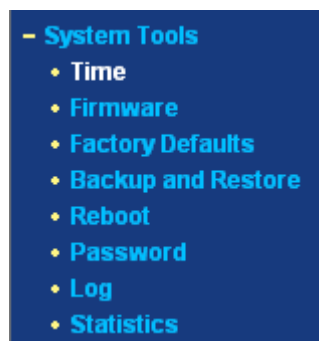 – System Tools
• Time
• Firmware
• Factory Defaults
• Backup and Restore
• Reboot
• Password
• Log
• Statistics